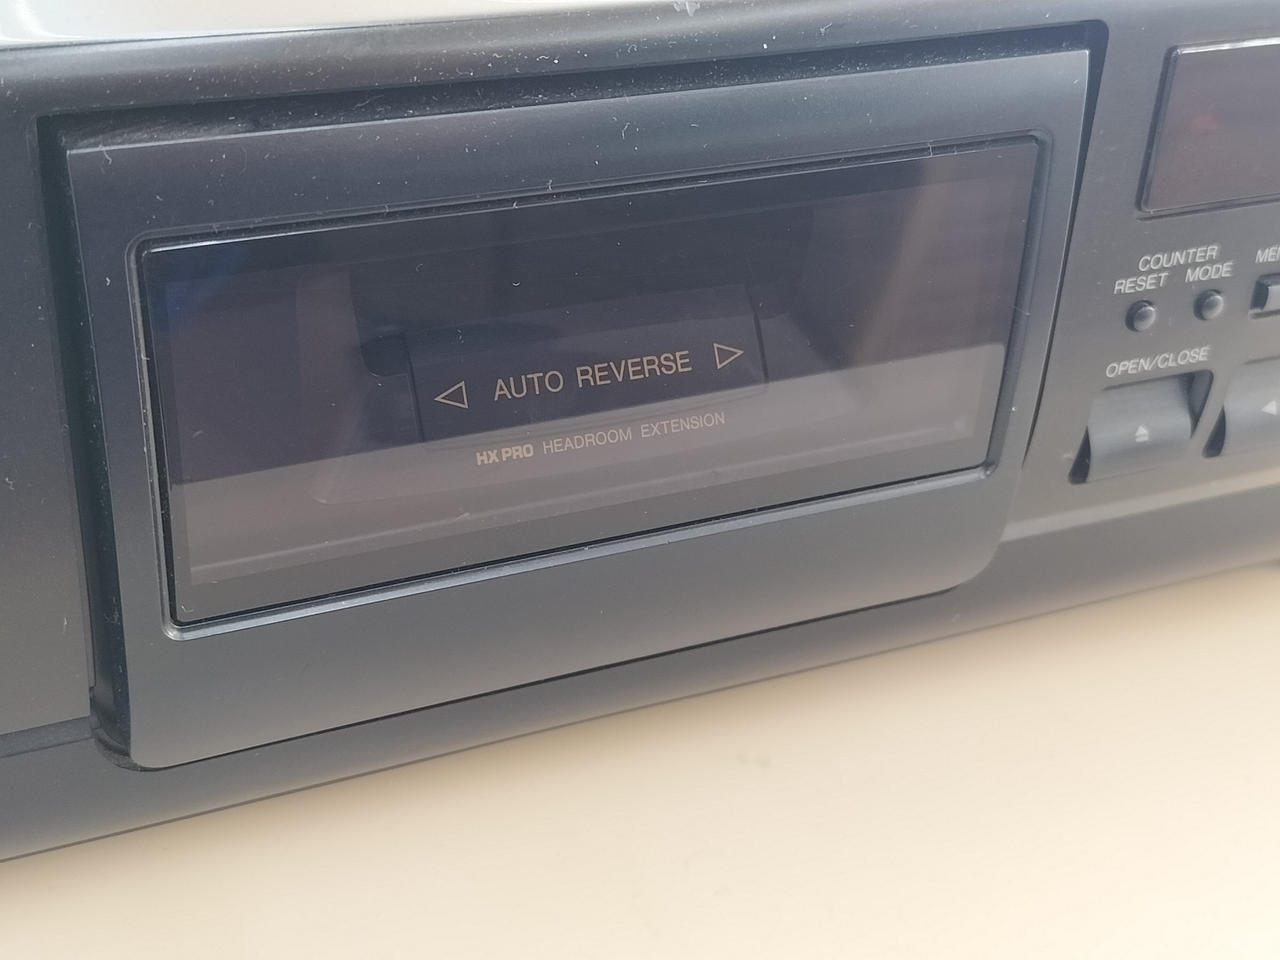 AUTO REVERSE
HX PRO HEADROOM EXTENSION
COUNTER
RESET MODE
OPEN/CLOSE